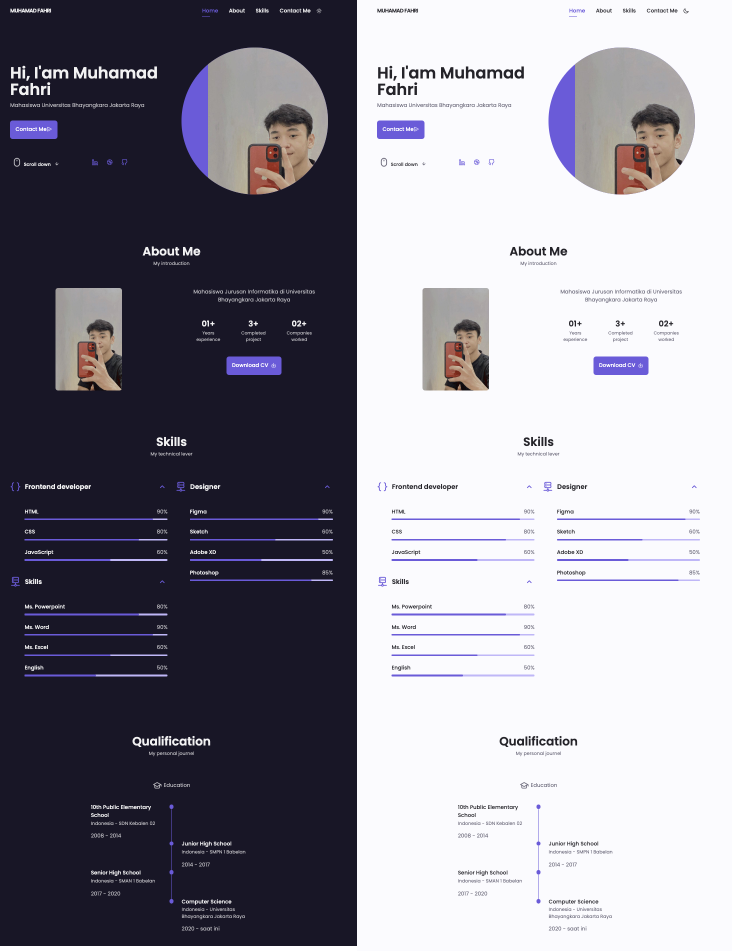 MUHAMAD FAHRI
Home About Skills Contact Me
Hi, I'am Muhamad
Fahri
Mahasiswa Universitas Bhayangkara Jakarta Raya
Contact Me
Scroll down
About Me
My introduction
Mahasiswa Jurusan Informatika di Universitas
Bhayangkara Jakarta Raya
01+ 3+ 02+
Years Completed Companies
experience project worked
Download CV
Skills
My technical lever
Frontend developer
HTML 90%
CSS 80%
JavaScript 60%
Designer
Figma 90%
Sketch 60%
Adobe XD 50%
Photoshop 85%
Skills
Ms. Powerpoint 80%
Ms. Word 90%
Ms. Excel 60%
English 50%
Qualification
My personal journel
Education
10th Public Elementary
School
Indonesia - SDN Kebalen 02
2008 - 2014
Junior High School
Indonesia - SMPN 1 Babelan
2014 - 2017
Senior High School
Indonesia - SMAN 1 Babelan
2017 - 2020
Computer Science
Indonesia - Universitas
Bhayangkara Jakarta Raya
2020 - saat ini
MUHAMAD FAHRI
Home About Skills Contact Me
Hi, I'am Muhamad
Fahri
Mahasiswa Universitas Bhayangkara Jakarta Raya
Contact Me
Scroll down
About Me
My introduction
Mahasiswa Jurusan Informatika di Universitas
Bhayangkara Jakarta Raya
01+ 3+ 02+
Years Completed Companies
experience project worked
Download CV
Skills
My technical lever
Frontend developer
HTML 90%
CSS 80%
JavaScript 60%
Designer
Figma 90%
Sketch 60%
Adobe XD 50%
Photoshop 85%
Skills
Ms. Powerpoint 80%
Ms. Word 90%
Ms. Excel 60%
English 50%
Qualification
My personal journel
Education
10th Public Elementary
School
Indonesia - SDN Kebalen 02
2008 - 2014
Junior High School
Indonesia - SMPN 1 Babelan
2014 - 2017
Senior High School
Indonesia - SMAN 1 Babelan
2017 - 2020
Computer Science
Indonesia - Universitas
Bhayangkara Jakarta Raya
2020 - saat ini